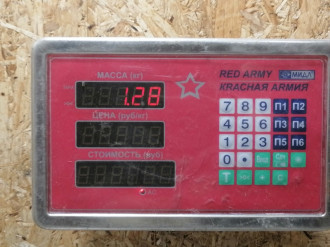 МАССА (кг)
1.28
ЦЕНА (руб/кг)
СТОИМОСТЬ (руб)
RED ARMY
МИДЛ
КРАСНАЯ АРМИЯ
7 8 9 П1 П2
4 5 6 П3 П4
1 2 3 П5 П6
0 •
T